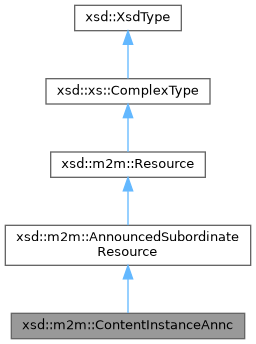 xsd::XsdType
xsd::xs::ComplexType
xsd::m2m::Resource
xsd::m2m::AnnouncedSubordinate
Resource
xsd::m2m::ContentInstanceAnnc